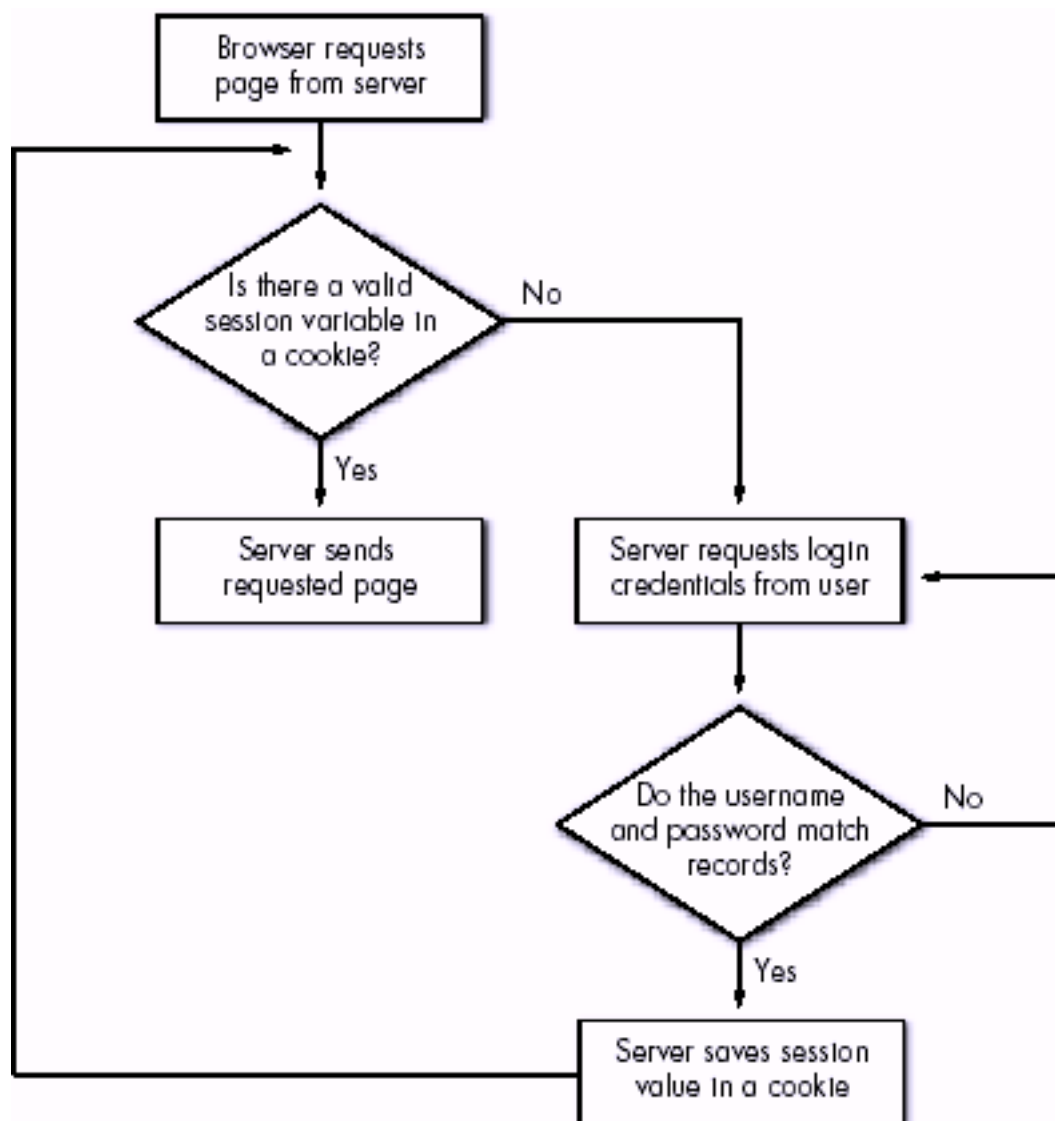 Browser requests
page from server
Is there a valid
session variable in
a cookie?
No
Yes
Server sends
requested page
Server requests login
credentials from user
Do the username
and password match
records?
No
Yes
Server saves session
value in a cookie